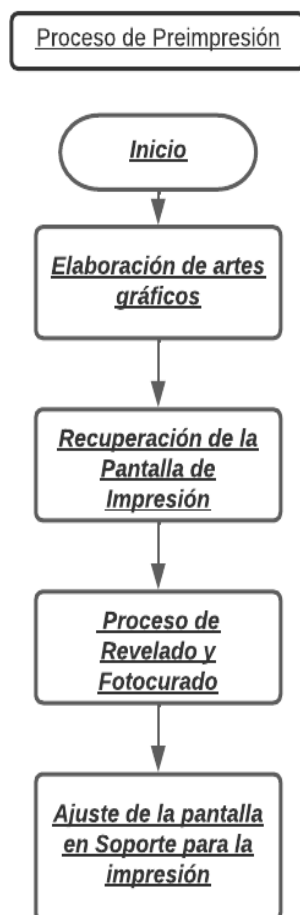 Proceso de Preimpresión
Inicio
Elaboración de artes
gráficos
Recuperación de la
Pantalla de
Impresión
Proceso de
Revelado y
Fotocurado
Ajuste de la pantalla
en Soporte para la
impresión